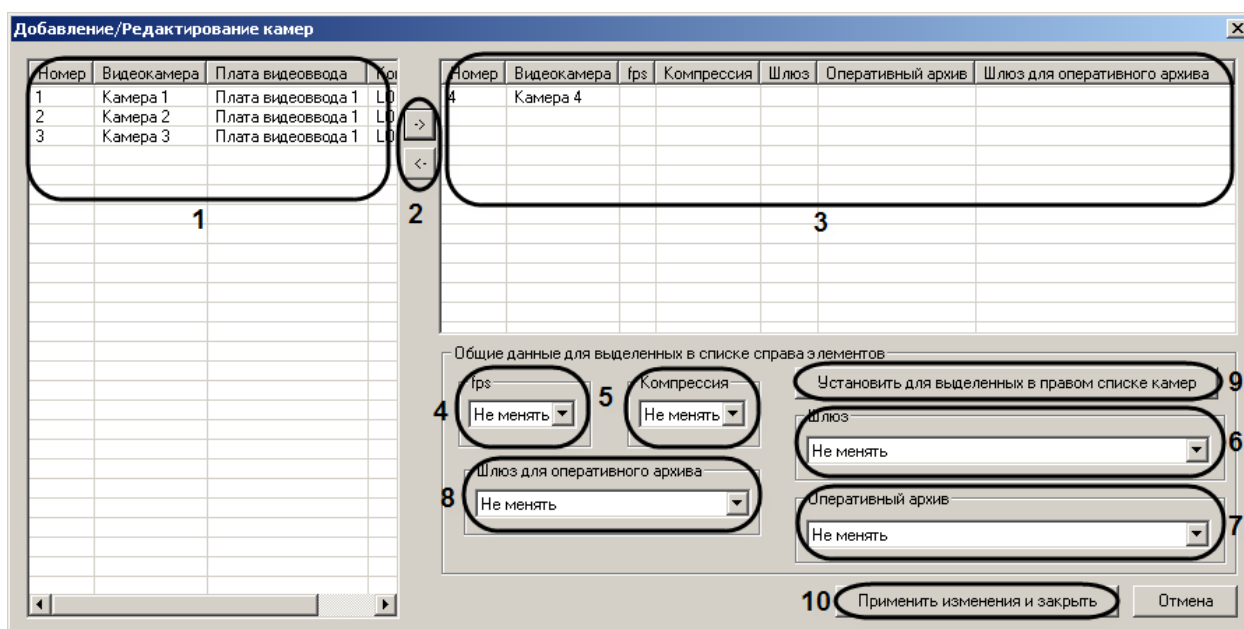 Добавление/Редактирование камер
Номер Видеокамера Плата видеоввода
1 Камера 1 Плата видеоввода 1 L0
2 Камера 2 Плата видеоввода 1 L0
3 Камера 3 Плата видеоввода 1 L0
1
->
<-
2
Номер Видеокамера fps Компрессия Шлюз Оперативный архив Шлюз для оперативного архива
4 Камера 4
3
Общие данные для выделенных в списке справа элементов
fps
4 Не менять
Компрессия
5 Не менять
Установить для выделенных в правом списке камер 9
Шлюз
Не менять 6
Шлюз для оперативного архива
8 Не менять
Оперативный архив
Не менять 7
10 Применить изменения и закрыть Отмена